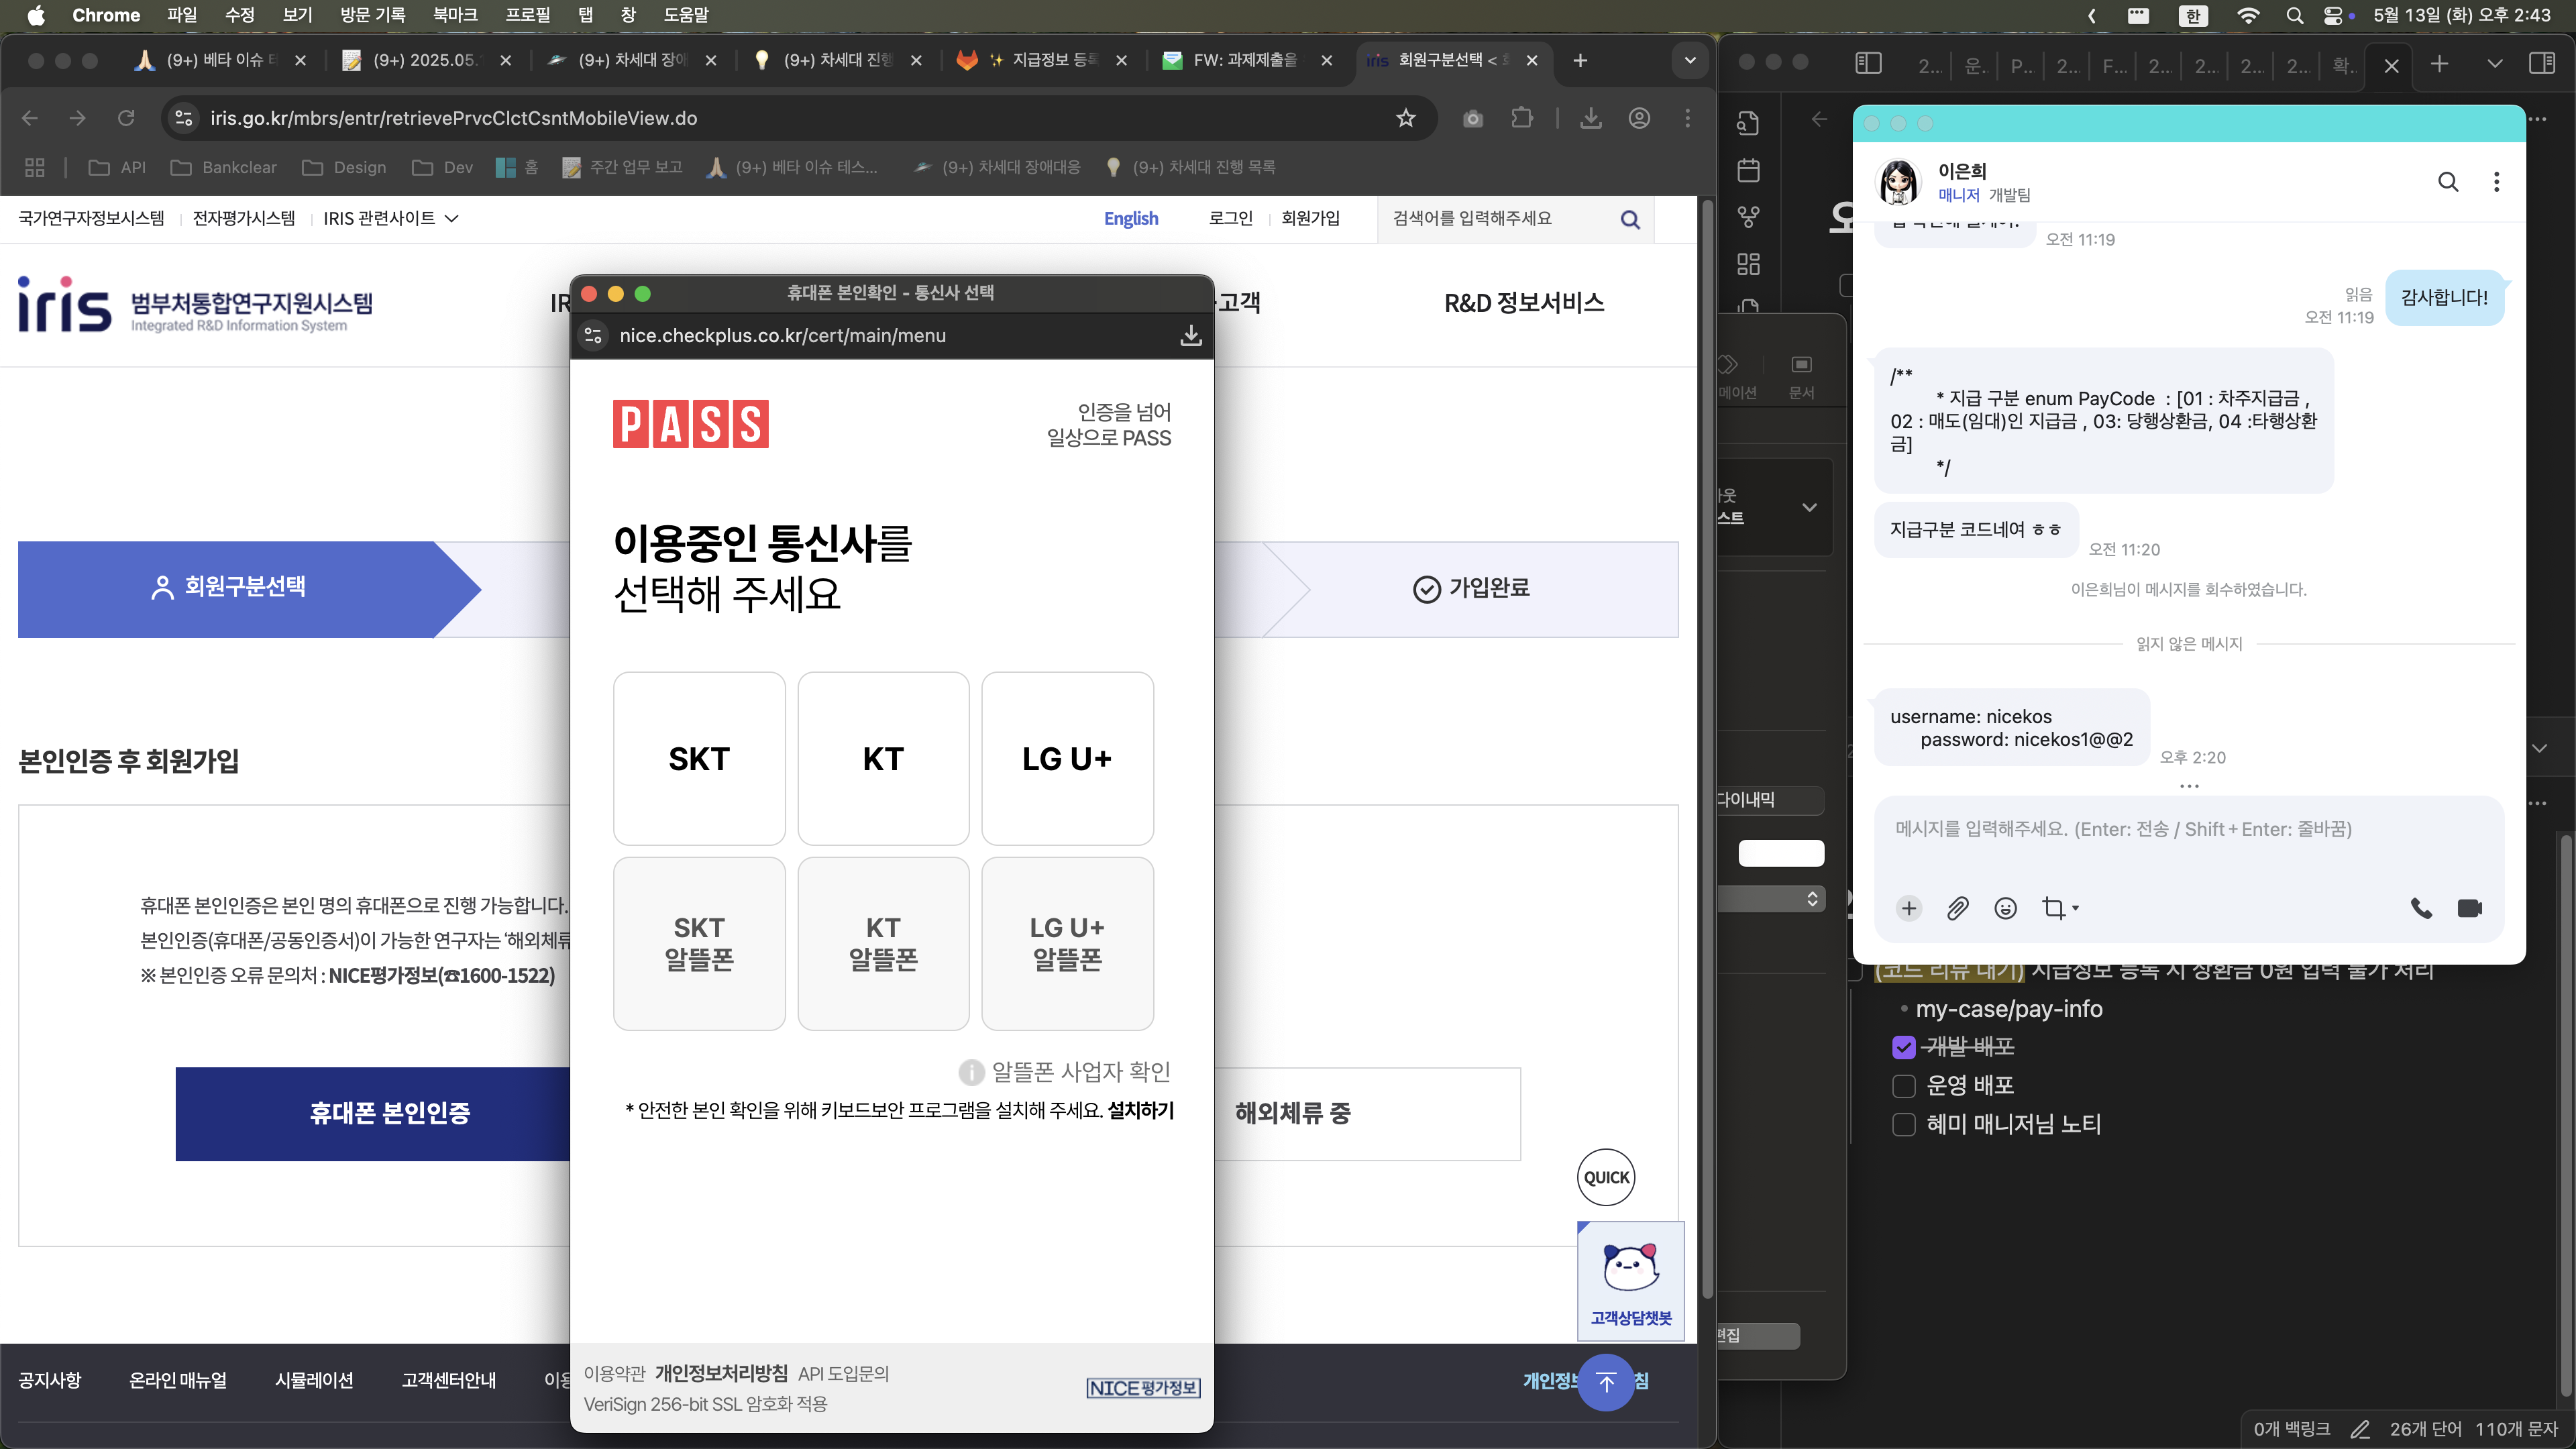 Chrome 파일 수정 보기 방문 기록 북마크 프로필 탭 창 도움말
한 5월 13일 (화) 오후 2:43
(9+) 베타 이슈 (9+) 2025.05. (9+) 차세대 장애 (9+) 차세대 진행 지급정보 등록 FW: 과제제출을 iris 회원구분선택 <
iris.go.kr/mbrs/entr/retrievePrvcClctCsntMobileView.do
API Bankclear Design Dev 홈 주간 업무 보고 (9+) 베타 이슈 테스... (9+) 차세대 장애대응 (9+) 차세대 진행 목록
국가연구자정보시스템 전자평가시스템 IRIS 관련사이트 English 로그인 회원가입 검색어를 입력해주세요
iris 범부처통합연구지원시스템
Integrated R&D Information System
고객 R&D 정보서비스
회원구분선택 가입완료
본인인증 후 회원가입
휴대폰 본인인증은 본인 명의 휴대폰으로 진행 가능합니다.
본인인증(휴대폰/공동인증서)이 가능한 연구자는 '해외체류
※ 본인인증 오류 문의처 : NICE평가정보(☎1600-1522)
휴대폰 본인인증
해외체류 중
QUICK
고객상담챗봇
공지사항 온라인 매뉴얼 시뮬레이션 고객센터안내 이용
개인정보 침
휴대폰 본인확인 - 통신사 선택
nice.checkplus.co.kr/cert/main/menu
PASS
인증을 넘어
일상으로 PASS
이용중인 통신사를
선택해 주세요
SKT KT LG U+
SKT 알뜰폰
KT 알뜰폰
LG U+ 알뜰폰
알뜰폰 사업자 확인
* 안전한 본인 확인을 위해 키보드보안 프로그램을 설치해 주세요. 설치하기
이용약관 개인정보처리방침 API 도입문의
VeriSign 256-bit SSL 암호화 적용
NICE평가정보
2... 운.. P... 2... F... 2... 2... 2... 2... 확..
메이션 문서
스트
다이내믹
편집
이은희
매니저 개발팀
오전 11:19
감사합니다!
읽음
오전 11:19
/**
* 지급 구분 enum PayCode : [01 : 차주지급금 ,
02 : 매도(임대)인 지급금 , 03: 당행상환금, 04 :타행상환
금]
*/
지급구분 코드네여 ㅎㅎ
오전 11:20
이은희님이 메시지를 회수하였습니다.
읽지 않은 메시지
username: nicekos
password: nicekos1@@2
오후 2:20
메시지를 입력해주세요. (Enter: 전송 / Shift+Enter: 줄바꿈)
(코드 리뷰 대기) 지급정보 등록 시 상환금 0원 입력 불가 처리
my-case/pay-info
개발 배포
운영 배포
혜미 매니저님 노티
0개 백링크 26개 단어 110개 문자